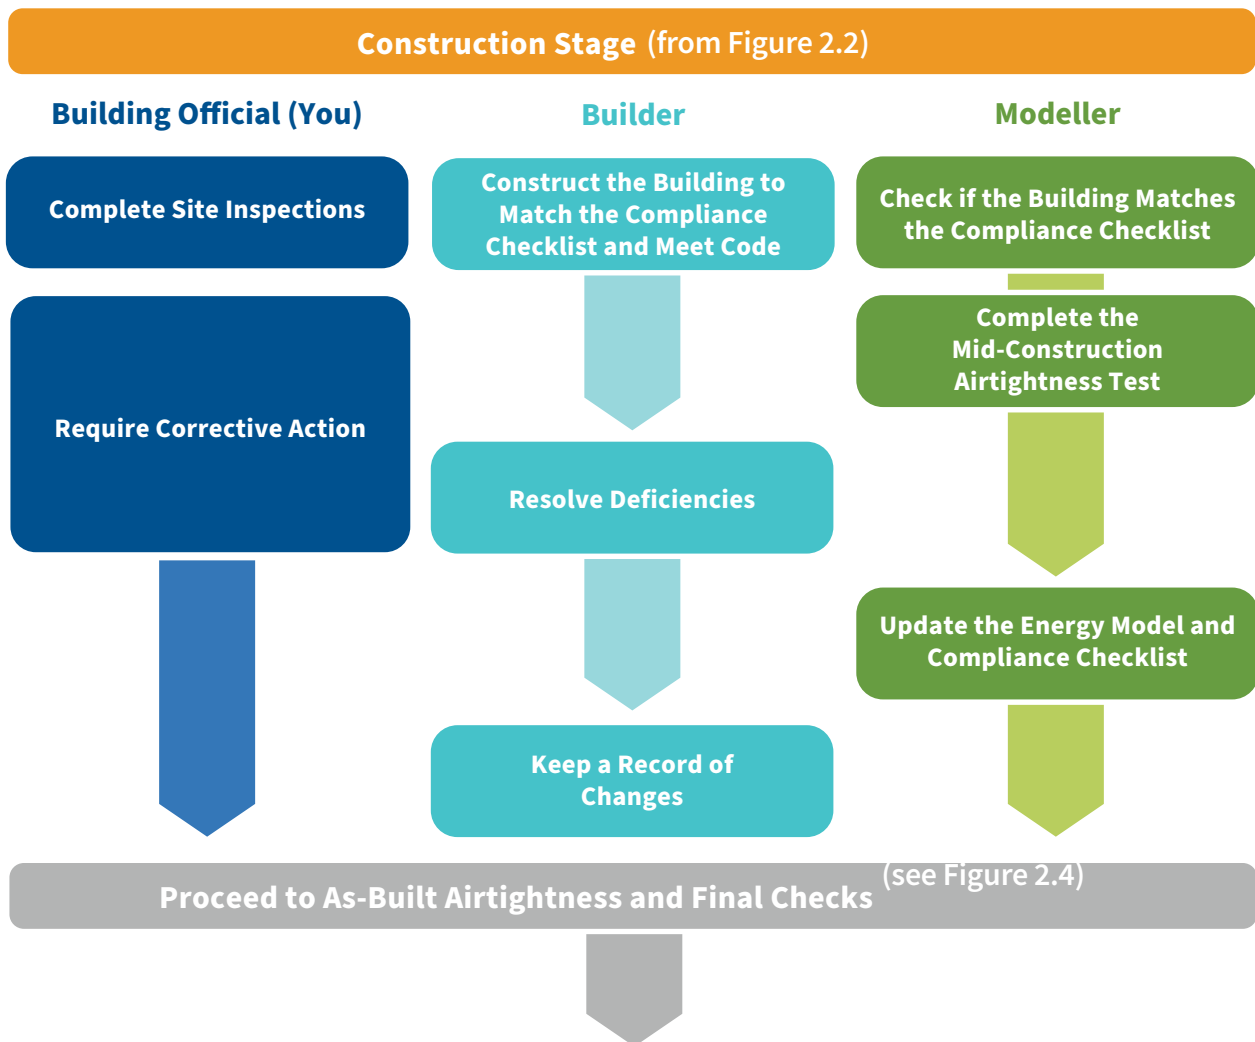 Construction Stage (from Figure 2.2)
Building Official (You)
Builder
Modeller
Complete Site Inspections
Construct the Building to
Match the Compliance
Checklist and Meet Code
Check if the Building Matches
the Compliance Checklist
Require Corrective Action
Complete the
Mid-Construction
Airtightness Test
Resolve Deficiencies
Update the Energy Model and
Compliance Checklist
Keep a Record of
Changes
Proceed to As-Built Airtightness and Final Checks (see Figure 2.4)